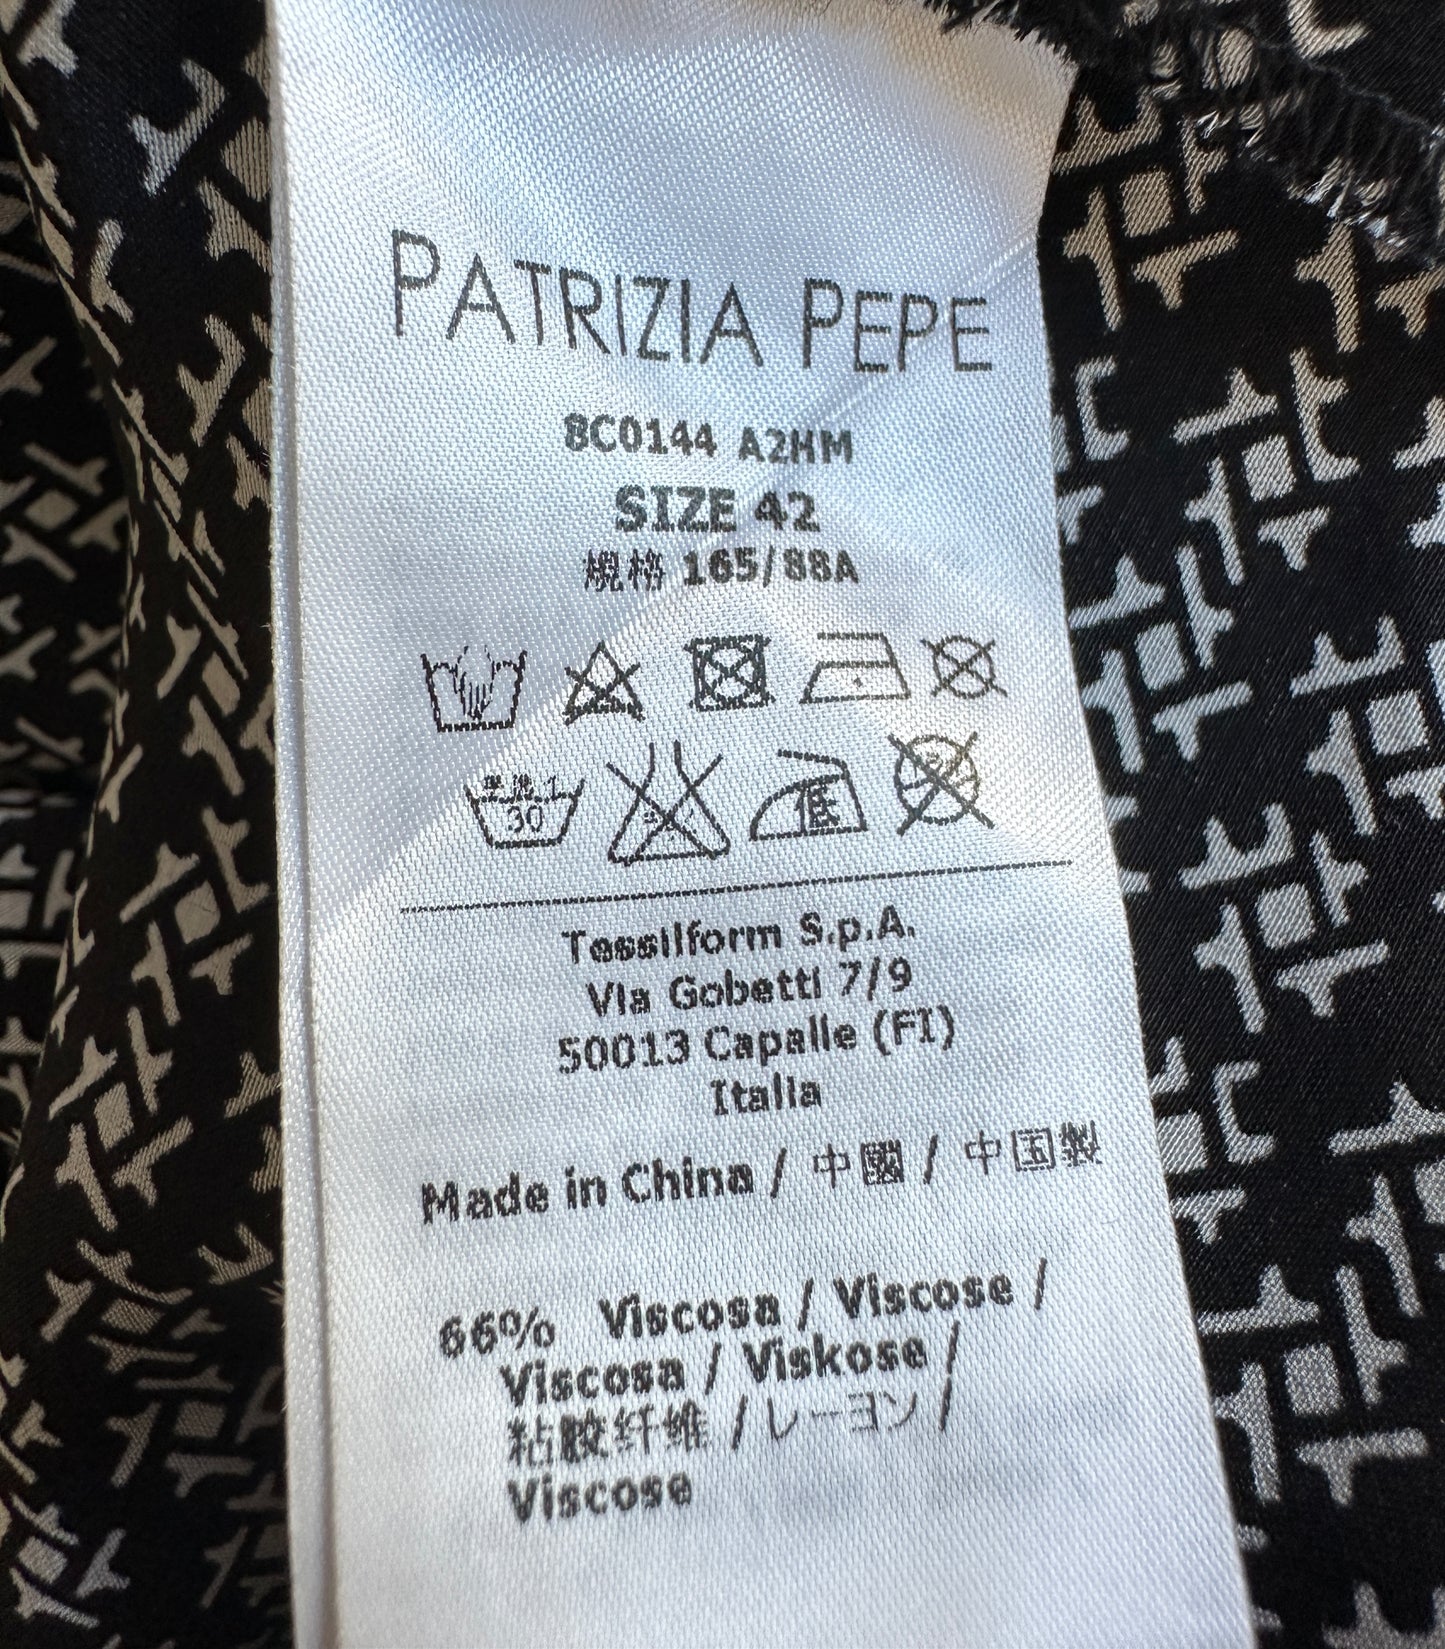 PATRIZIA PEPE
8C0144 A2HM
SIZE 42
規格 165/88A
30
低
Tessilform S.p.A.
Via Gobetti 7/9
50013 Capalle (FI)
Italia
Made in China / 中國 / 中国製
66% Viscosa / Viscose /
Viscosa / Viskose /
粘胶纤维 / レーヨン /
Viscose